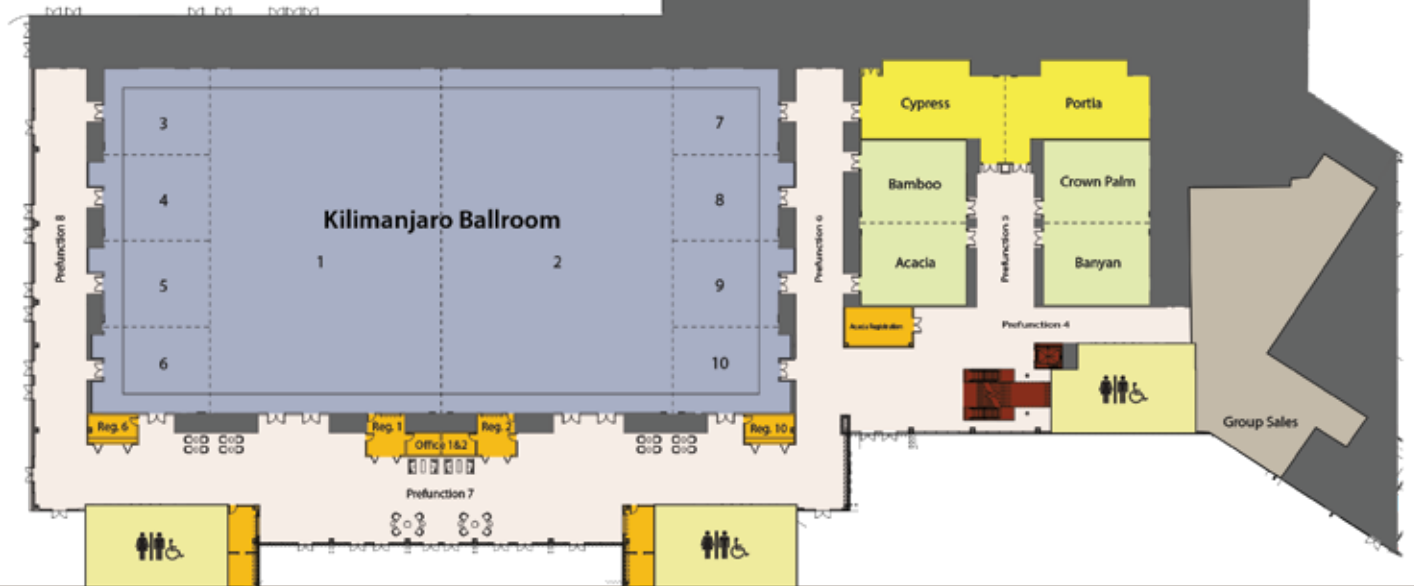 Cypress
Portia
3
7
Bamboo
Crown Palm
4
8
Kilimanjaro Ballroom
Prefunction 8
Prefunction 6
Prefunction 5
1
2
Acacia
Banyan
5
9
Acacia Registration
Prefunction 4
6
10
Reg. 6
Reg. 1
Reg. 2
Reg. 10
Office 1&2
Group Sales
Prefunction 7